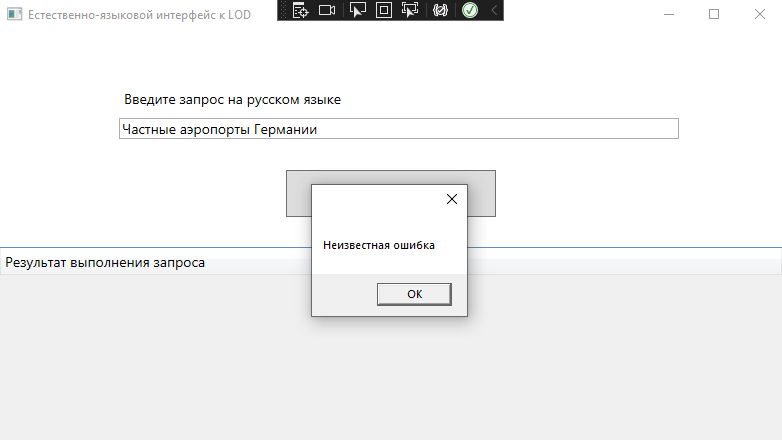 Естественно-языковой интерфейс к LOD
Введите запрос на русском языке
Частные аэропорты Германии
Неизвестная ошибка
OK
Результат выполнения запроса